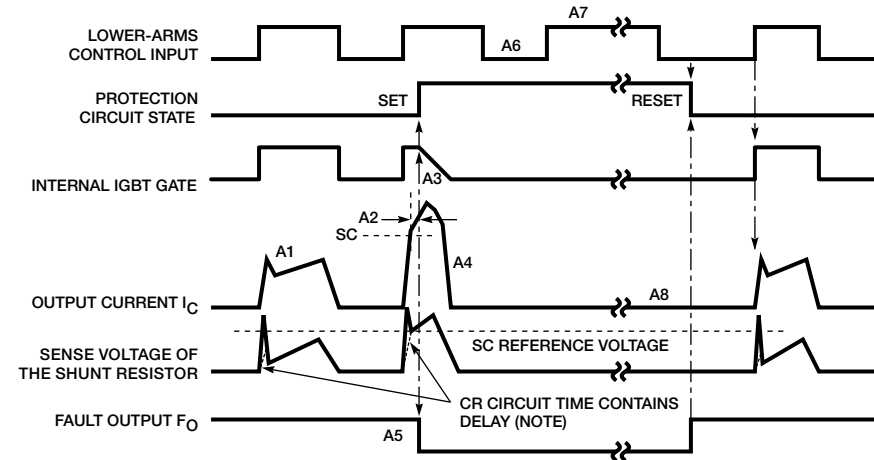 LOWER-ARMS
CONTROL INPUT
A6
A7
PROTECTION
CIRCUIT STATE
SET
RESET
INTERNAL IGBT GATE
A3
A2
SC
A1
A4
OUTPUT CURRENT IC
A8
SC REFERENCE VOLTAGE
SENSE VOLTAGE OF
THE SHUNT RESISTOR
CR CIRCUIT TIME CONTAINS
DELAY (NOTE)
FAULT OUTPUT FO
A5